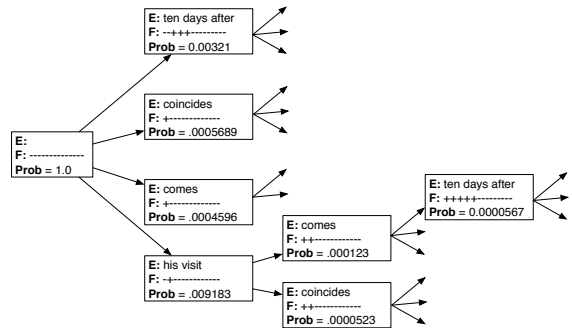 E: ten days after
F: --+++---------
Prob = 0.00321
E: coincides
F: +-------------
Prob = .0005689
E:
F: --------------
Prob = 1.0
E: comes
F: +-------------
Prob = .0004596
E: ten days after
F: +++++---------
Prob = 0.0000567
E: comes
F: ++------------
Prob = .000123
E: his visit
F: -+------------
Prob = .009183
E: coincides
F: ++------------
Prob = .0000523